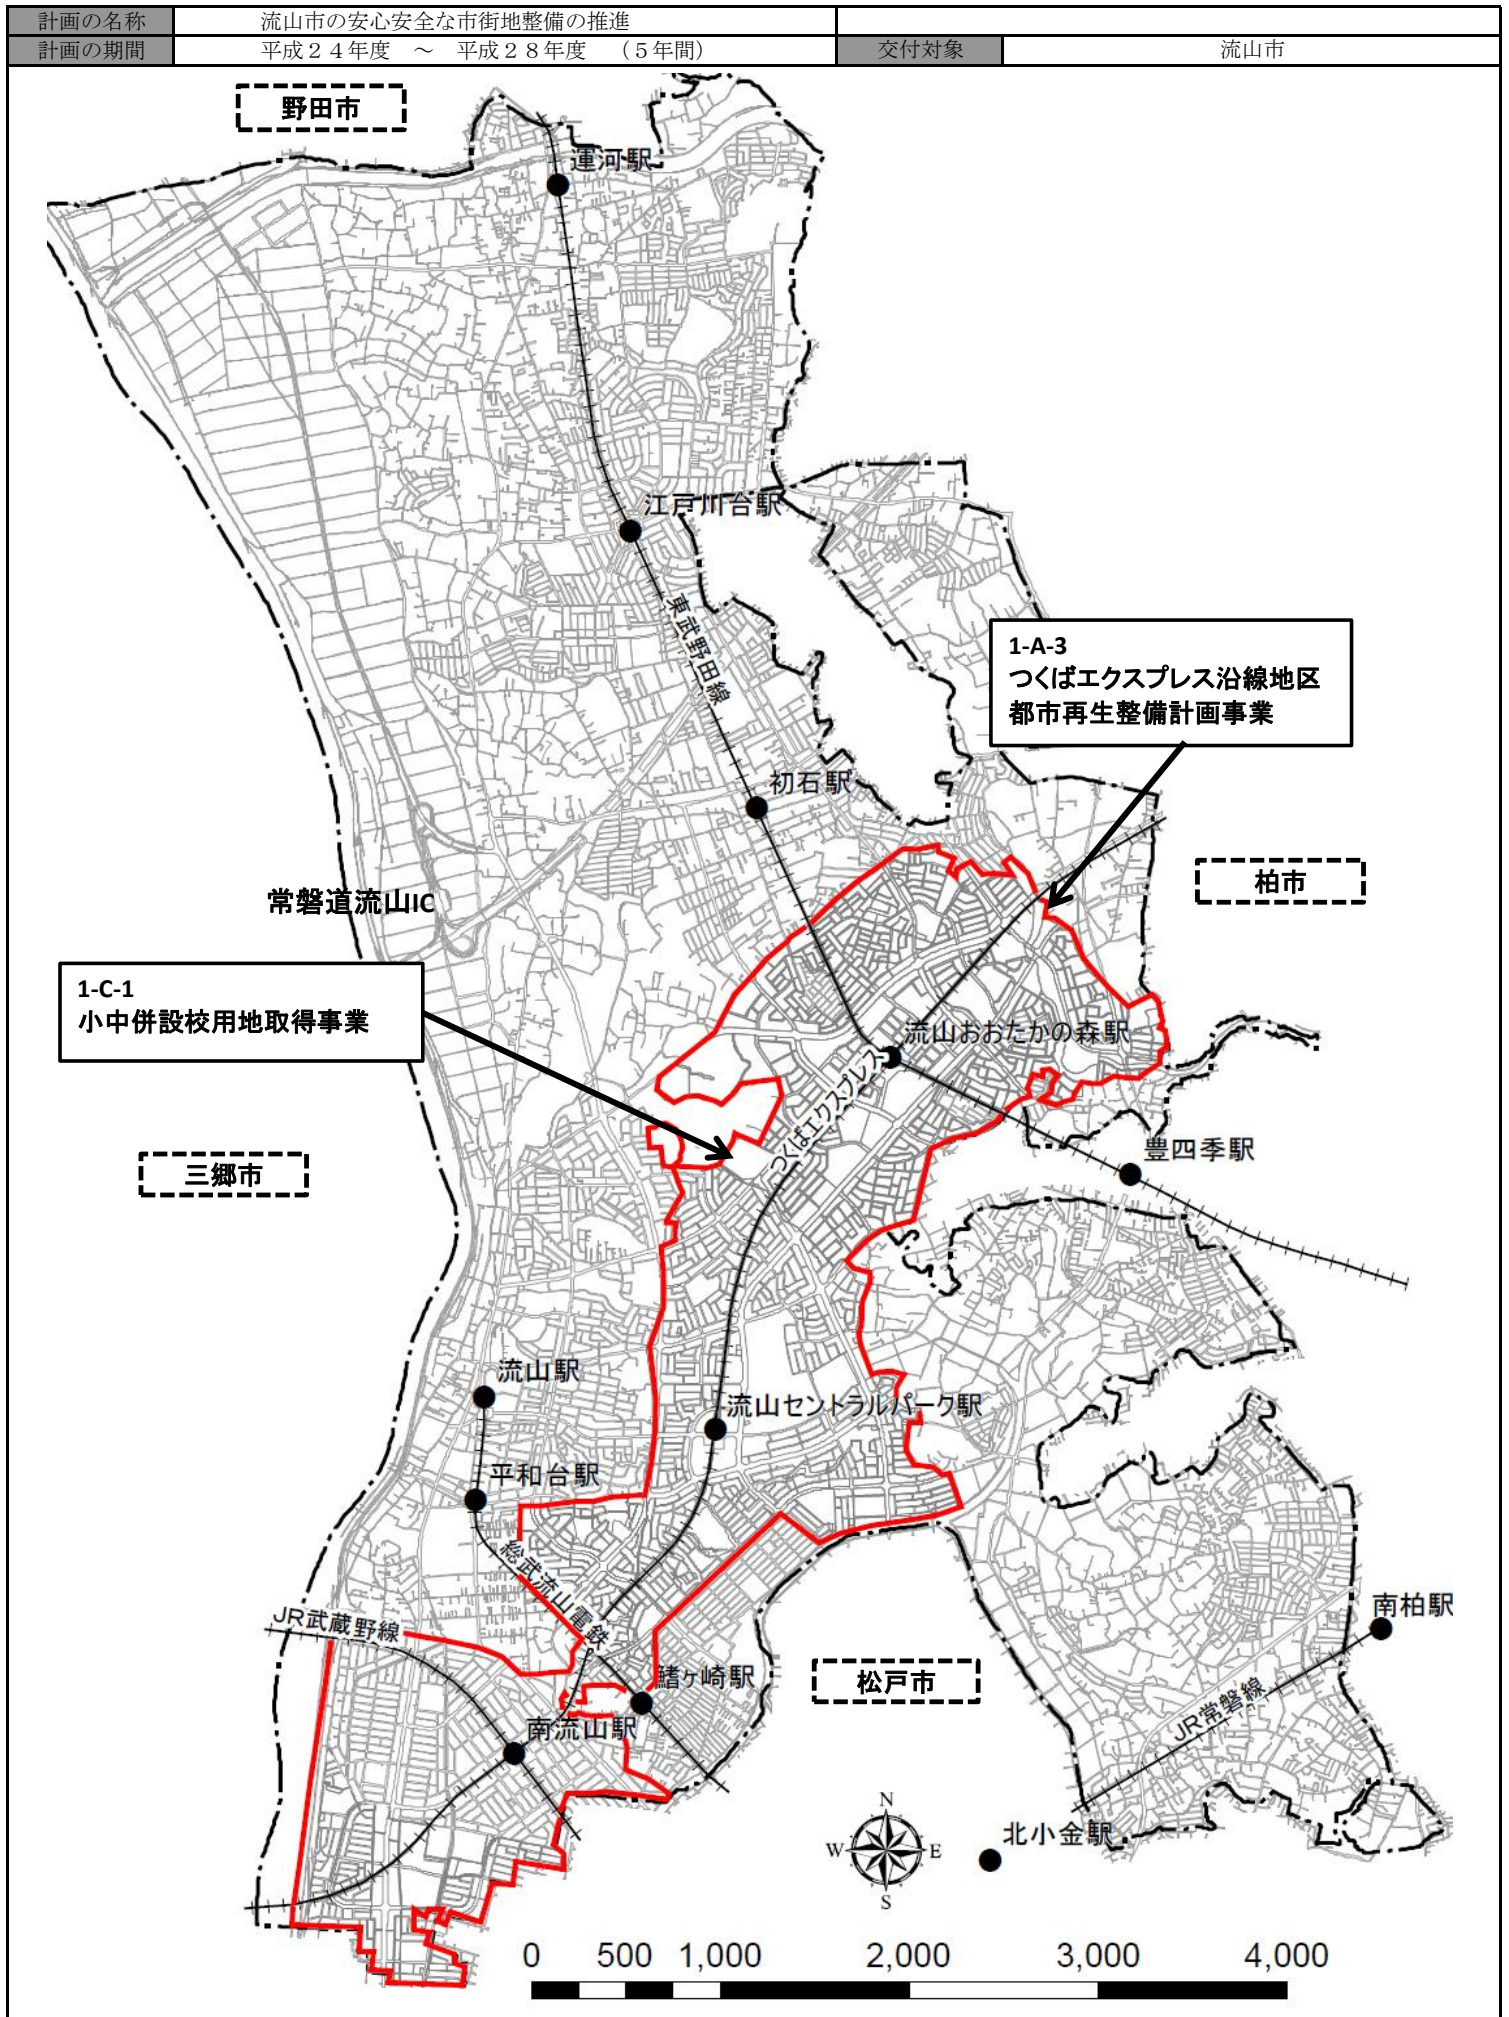 計画の名称 流山市の安心安全な市街地整備の推進
計画の期間 平成２４年度 ～ 平成２８年度 （５年間） 交付対象 流山市
野田市
運河駅
江戸川台駅
東武野田線
1-A-3
つくばエクスプレス沿線地区
都市再生整備計画事業
初石駅
柏市
常磐道流山IC
1-C-1
小中併設校用地取得事業
流山おおたかの森駅
つくばエクスプレス
豊四季駅
三郷市
流山駅
流山セントラルパーク駅
平和台駅
総武流山電鉄
JR武蔵野線
南柏駅
松戸市
鰭ヶ崎駅
JR常磐線
南流山駅
北小金駅
N
W E
S
0 500 1,000 2,000 3,000 4,000